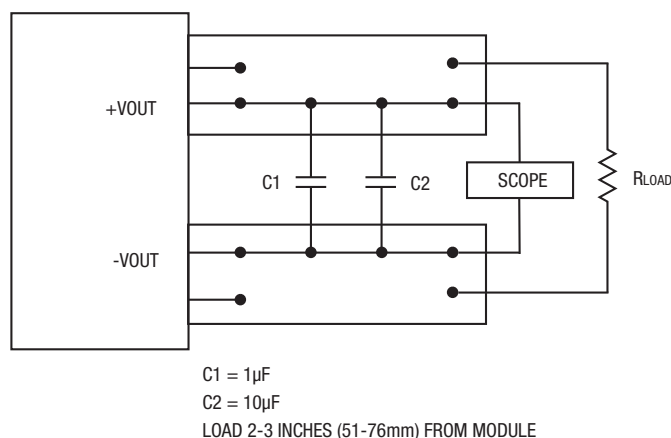 +VOUT
C1
C2
SCOPE
RLOAD
-VOUT
C1 = 1µF
C2 = 10µF
LOAD 2-3 INCHES (51-76mm) FROM MODULE